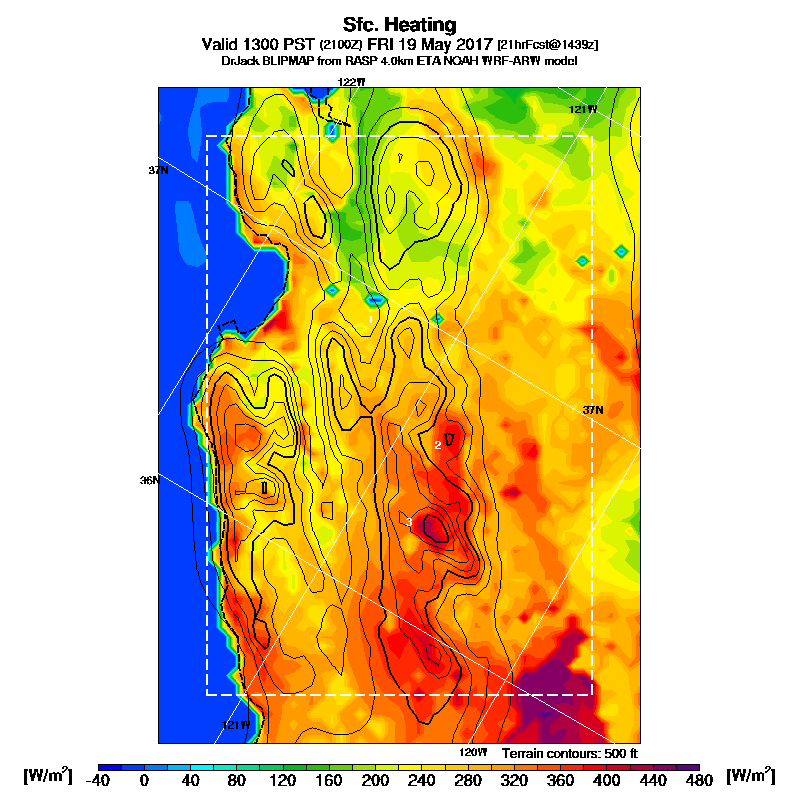 Sfc. Heating
Valid 1300 PST (2100Z) FRI 19 May 2017 [21hrFcst@1439z]
DrJack BLIPMAP from RASP 4.0km ETA NOAH WRF-ARW model
122W
121W
37N
1
37N
2
36N
3
121W
120W Terrain contours: 500 ft
[W/m2] -40 0 40 80 120 160 200 240 280 320 360 400 440 480 [W/m2]